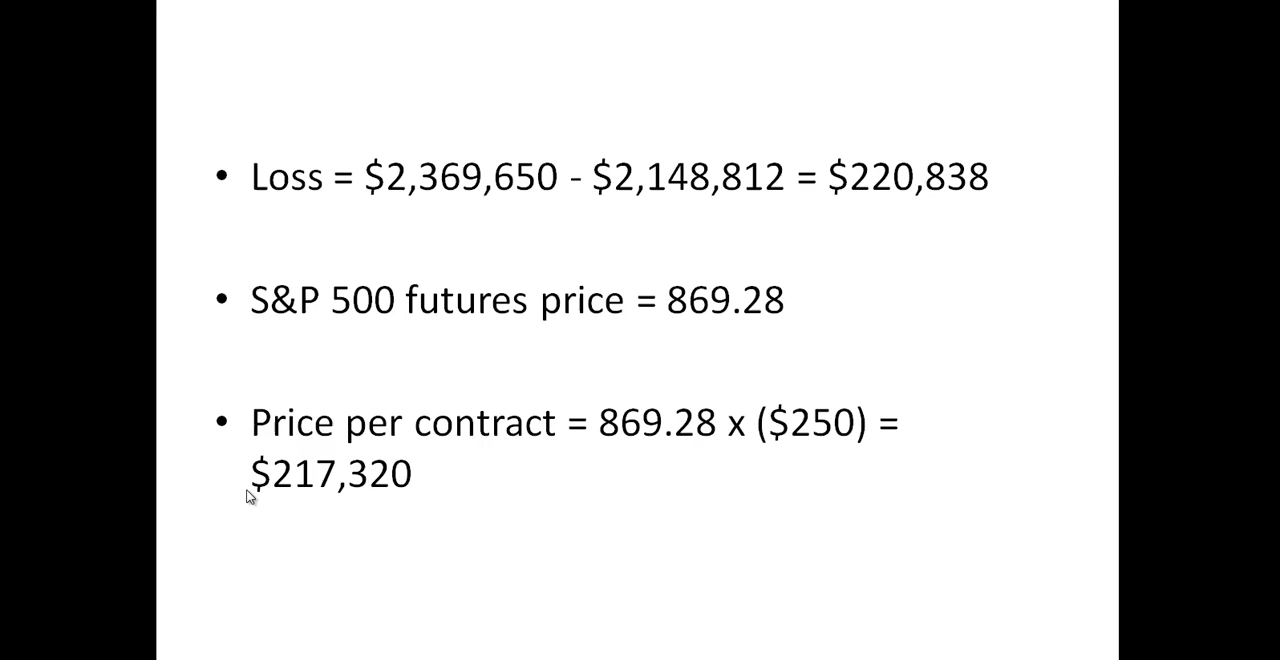 • Loss = $2,369,650 - $2,148,812 = $220,838
• S&P 500 futures price = 869.28
• Price per contract = 869.28 x ($250) =
$217,320